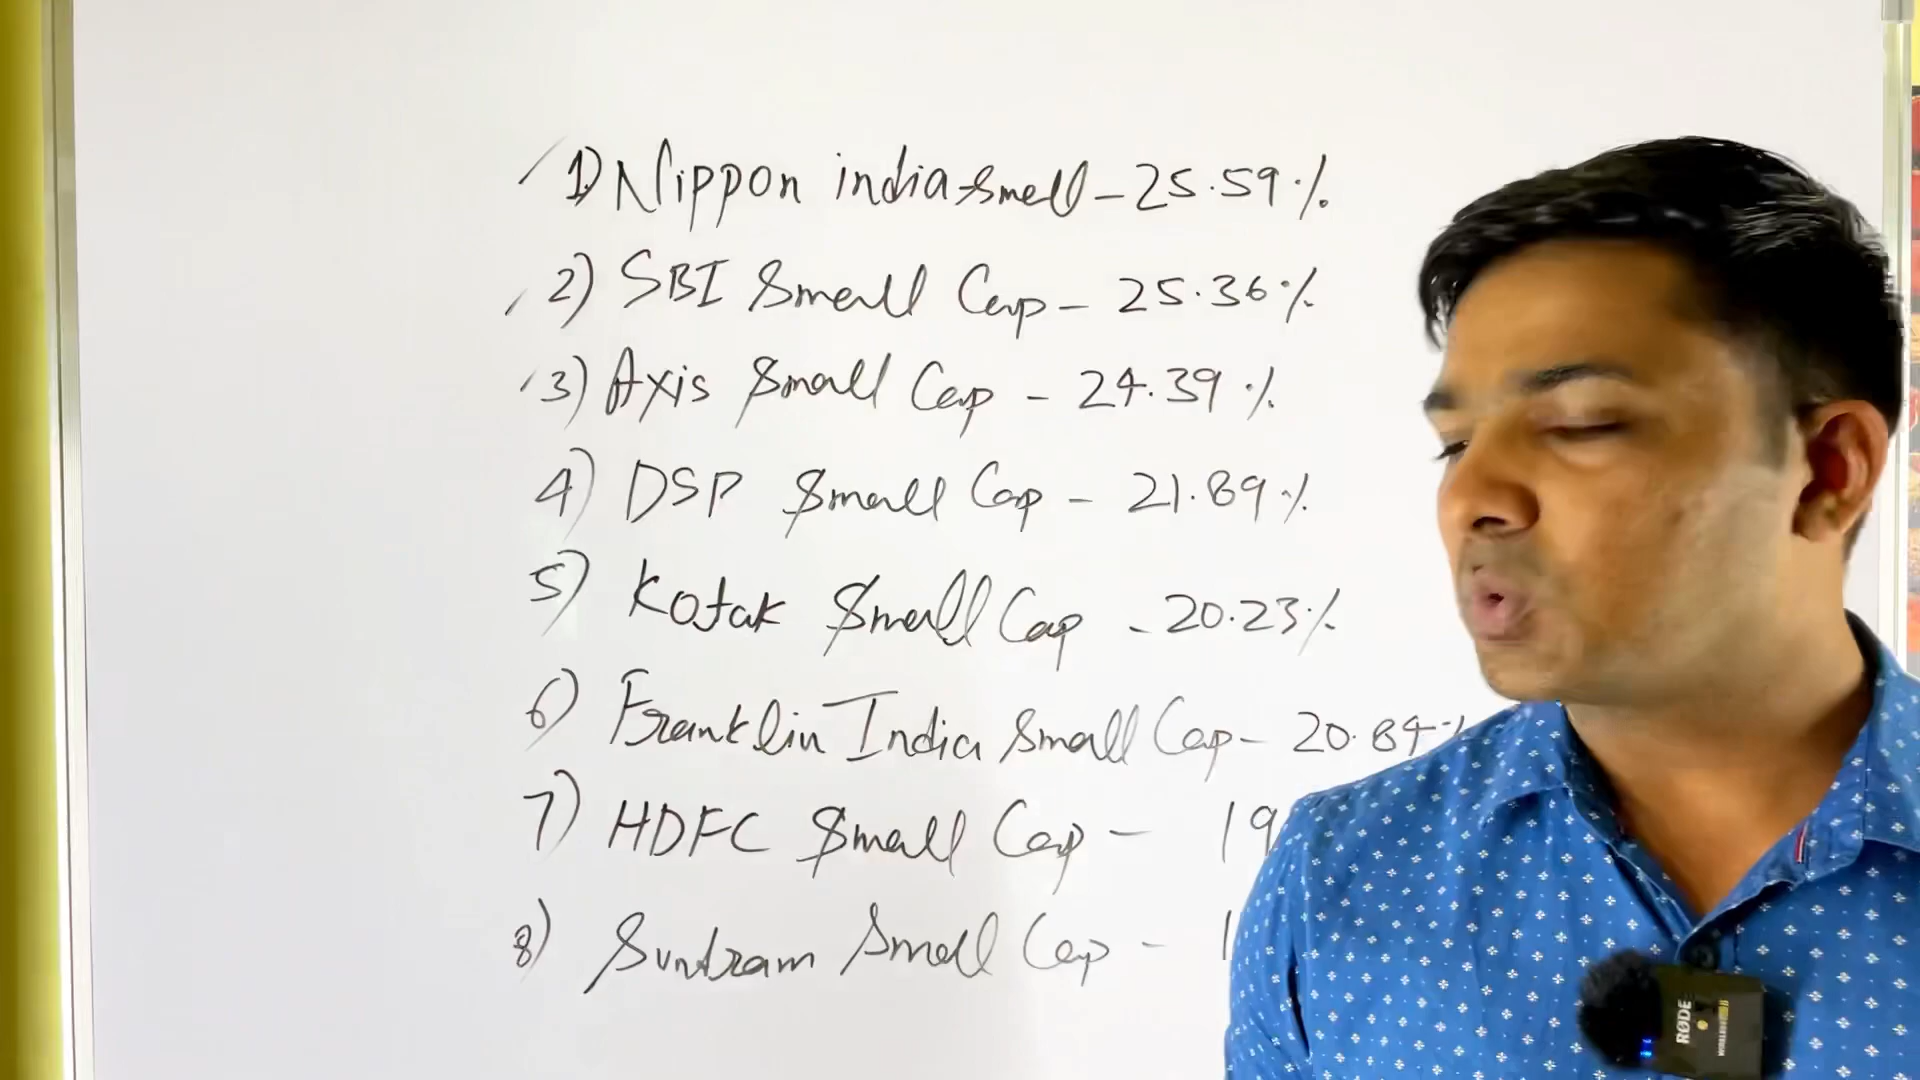 1) Nippon india-Small - 25.59%
2) SBI Small Cap - 25.36%
3) Axis Small Cap - 24.39%
4) DSP Small Cap - 21.89%
5) Kotak Small Cap - 20.23%
6) Franklin India Small Cap - 20.84%
7) HDFC Small Cap - 19
8) Sundram Small Cap - 1
RØDE